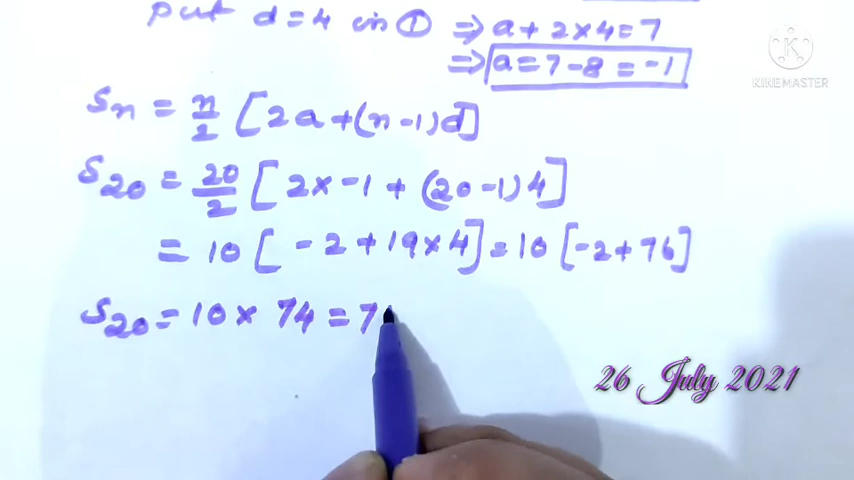 Put d = 4 in ① ⇒ a + 2 × 4 = 7
⇒ a = 7 - 8 = -1
KINEMASTER
Sn = n/2 [2a + (n-1)d]
S20 = 20/2 [2 × -1 + (20-1)4]
= 10 [-2 + 19 × 4] = 10 [-2 + 76]
S20 = 10 × 74 = 7
26 July 2021